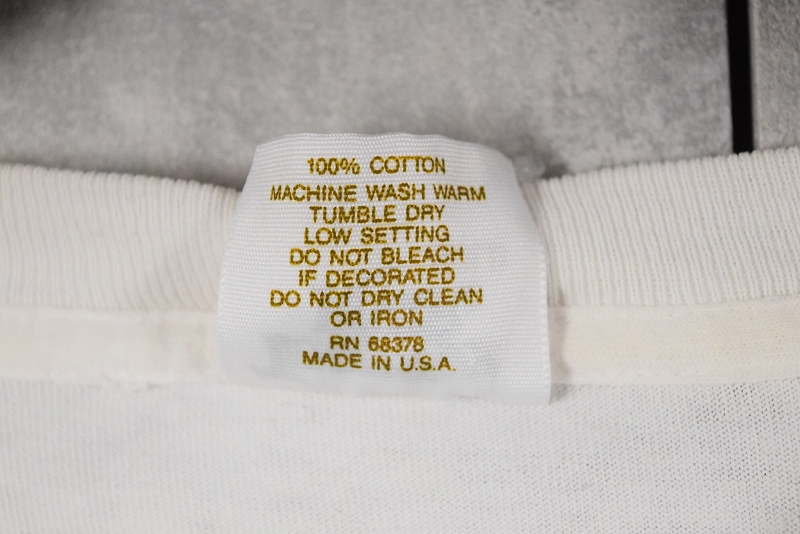 100% COTTON
MACHINE WASH WARM
TUMBLE DRY
LOW SETTING
DO NOT BLEACH
IF DECORATED
DO NOT DRY CLEAN
OR IRON
RN 68378
MADE IN U.S.A.